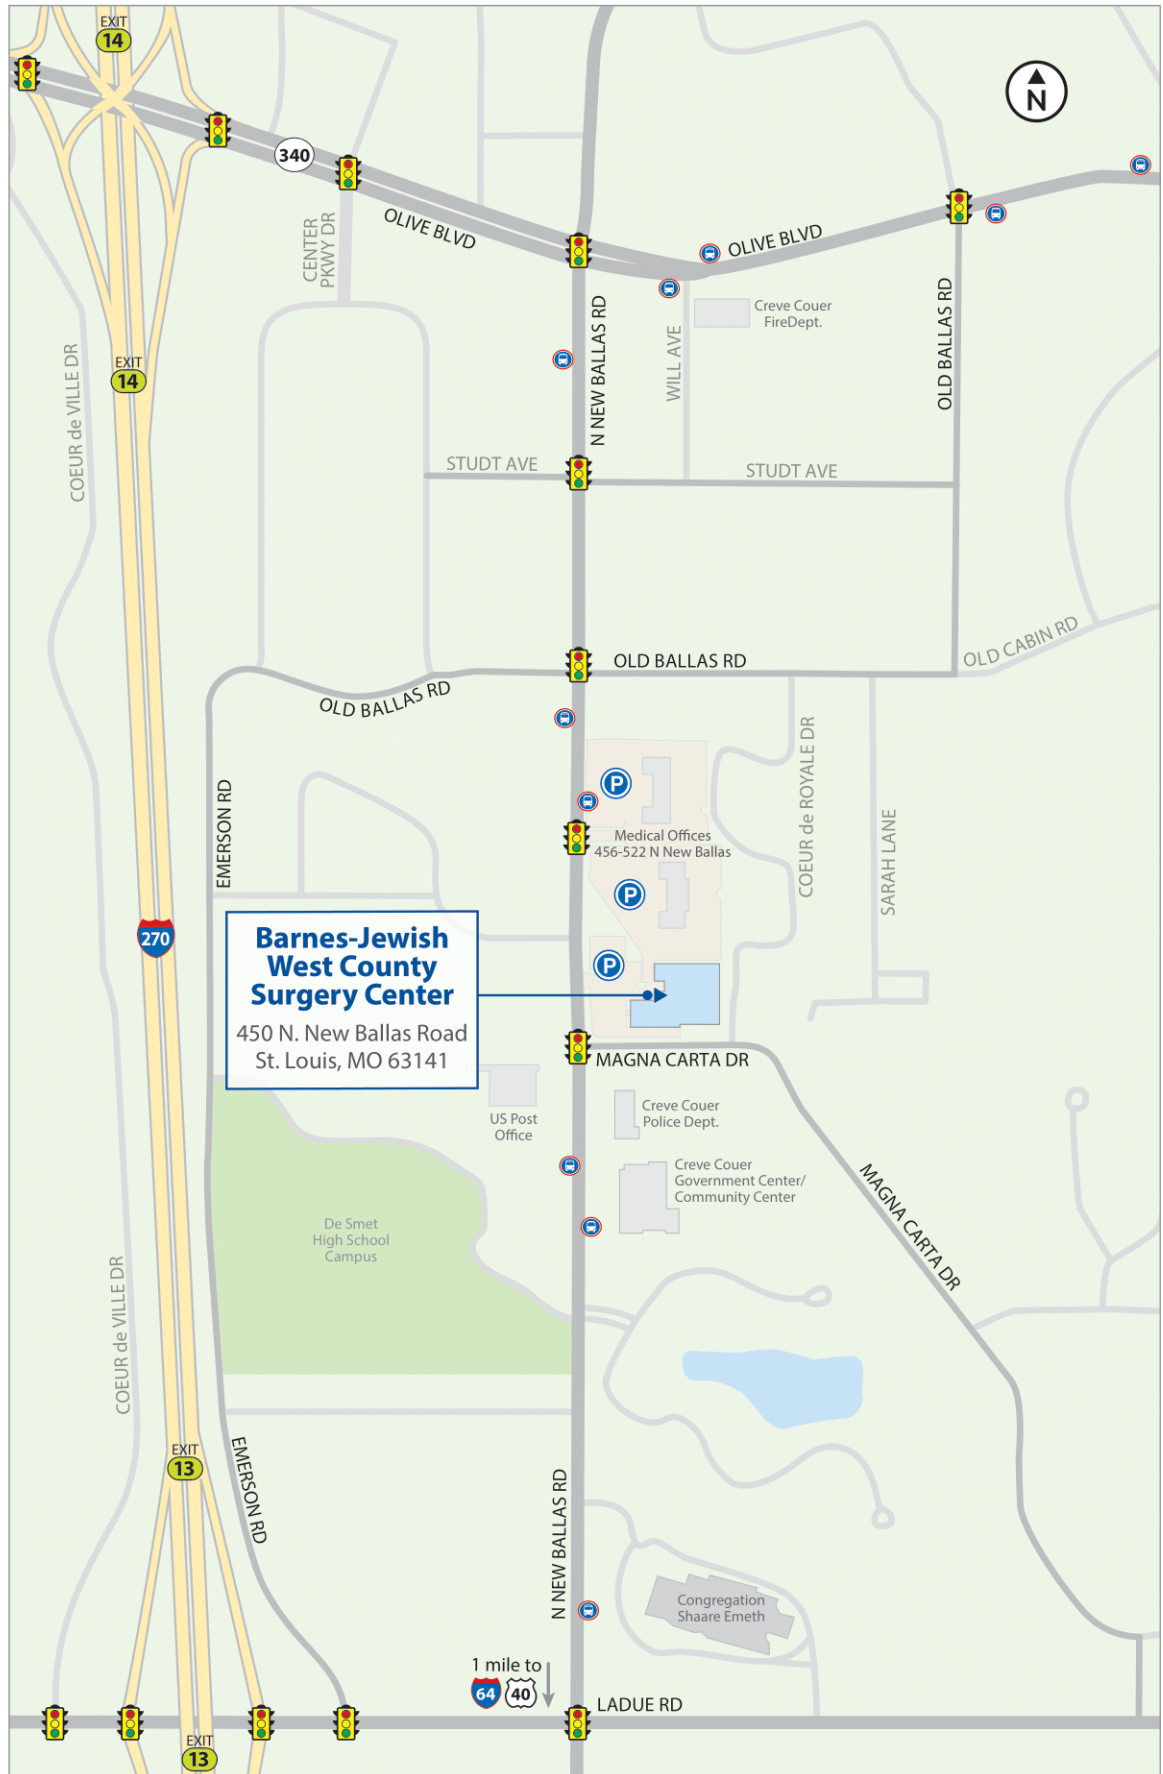 EXIT
14
N
340
OLIVE BLVD
OLIVE BLVD
CENTER
PKWY DR
N NEW BALLAS RD
WILL AVE
Creve Couer
FireDept.
OLD BALLAS RD
EXIT
14
COEUR de VILLE DR
STUDT AVE
STUDT AVE
OLD CABIN RD
OLD BALLAS RD
OLD BALLAS RD
P
EMERSON RD
COEUR de ROYALE DR
SARAH LANE
Medical Offices
456-522 N New Ballas
P
270
Barnes-Jewish
West County
Surgery Center
450 N. New Ballas Road
St. Louis, MO 63141
P
MAGNA CARTA DR
US Post
Office
Creve Couer
Police Dept.
Creve Couer
Government Center/
Community Center
MAGNA CARTA DR
De Smet
High School
Campus
COEUR de VILLE DR
EXIT
13
EMERSON RD
N NEW BALLAS RD
Congregation
Shaare Emeth
1 mile to
64 40
LADUE RD
EXIT
13